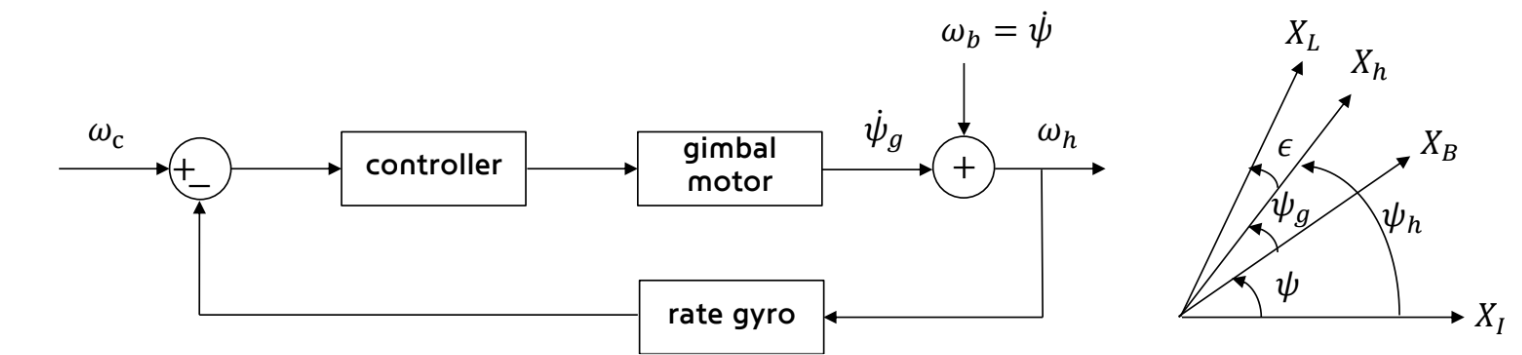 ω_b = ψ̇
ω_c
+
−
controller
gimbal
motor
ψ̇_g
+
ω_h
rate gyro
X_L
X_h
ϵ
X_B
ψ_g
ψ_h
ψ
X_I